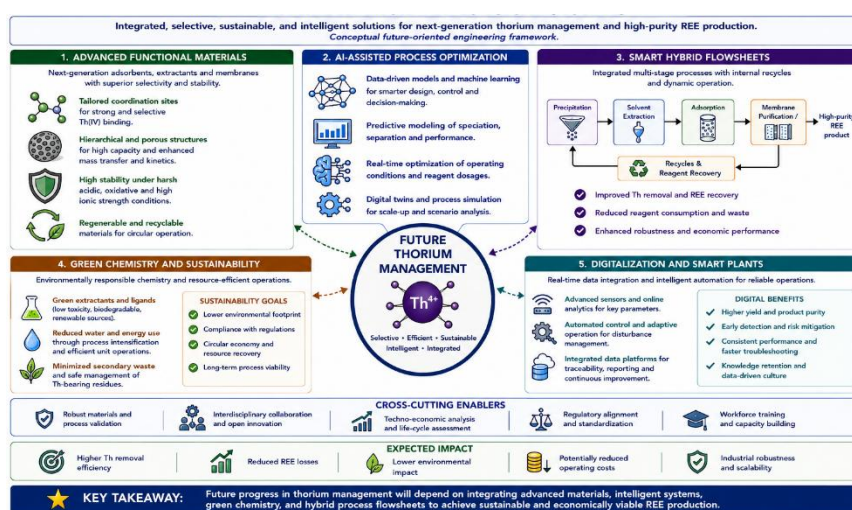 Integrated, selective, sustainable, and intelligent solutions for next-generation thorium management and high-purity REE production.
Conceptual future-oriented engineering framework.
1. ADVANCED FUNCTIONAL MATERIALS
Next-generation adsorbents, extractants and membranes
with superior selectivity and stability.
Tailored coordination sites
for strong and selective
Th(IV) binding.
Hierarchical and porous structures
for high capacity and enhanced
mass transfer and kinetics.
High stability under harsh
acidic, oxidative and high
ionic strength conditions.
Regenerable and recyclable
materials for circular operation.
2. AI-ASSISTED PROCESS OPTIMIZATION
Data-driven models and machine learning
for smarter design, control and
decision-making.
Predictive modeling of speciation,
separation and performance.
Real-time optimization of operating
conditions and reagent dosages.
Digital twins and process simulation
for scale-up and scenario analysis.
3. SMART HYBRID FLOWSHEETS
Integrated multi-stage processes with internal recycles
and dynamic operation.
Precipitation
Solvent
Extraction
Adsorption
Membrane
Purification /
High-purity
REE
product
Recycles &
Reagent Recovery
Improved Th removal and REE recovery
Reduced reagent consumption and waste
Enhanced robustness and economic performance
FUTURE
THORIUM
MANAGEMENT
Th4+
Selective • Efficient • Sustainable
Intelligent • Integrated
4. GREEN CHEMISTRY AND SUSTAINABILITY
Environmentally responsible chemistry and resource-efficient operations.
Green extractants and ligands
(low toxicity, biodegradable,
renewable sources).
Reduced water and energy use
through process intensification
and efficient unit operations.
Minimized secondary waste
and safe management of
Th-bearing residues.
SUSTAINABILITY GOALS
Lower environmental footprint
Compliance with regulations
Circular economy and
resource recovery
Long-term process viability
5. DIGITALIZATION AND SMART PLANTS
Real-time data integration and intelligent automation for reliable operations.
Advanced sensors and online
analytics for key parameters.
Automated control and adaptive
operation for disturbance
management.
Integrated data platforms for
traceability, reporting and
continuous improvement.
DIGITAL BENEFITS
Higher yield and product purity
Early detection and risk mitigation
Consistent performance and
faster troubleshooting
Knowledge retention and
data-driven culture
CROSS-CUTTING ENABLERS
Robust materials and
process validation
Interdisciplinary collaboration
and open innovation
Techno-economic analysis
and life-cycle assessment
Regulatory alignment
and standardization
Workforce training
and capacity building
EXPECTED IMPACT
Higher Th removal
efficiency
Reduced REE losses
Lower environmental
impact
Potentially reduced
operating costs
Industrial robustness
and scalability
KEY TAKEAWAY:
Future progress in thorium management will depend on integrating advanced materials, intelligent systems,
green chemistry, and hybrid process flowsheets to achieve sustainable and economically viable REE production.